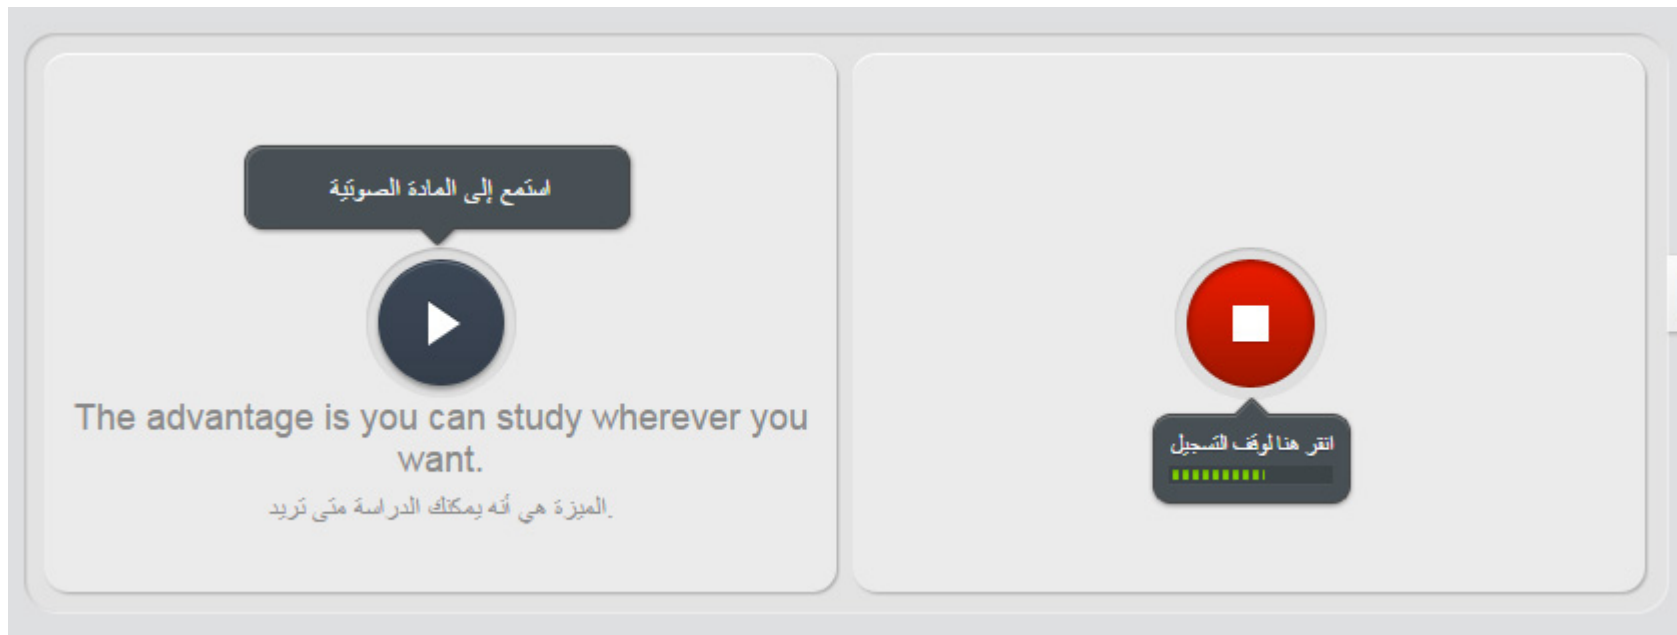 استمع إلى المادة الصوتية
The advantage is you can study wherever you
want.
الميزة هي أنه يمكنك الدراسة متى تريد.
انقر هنا لوقف التسجيل